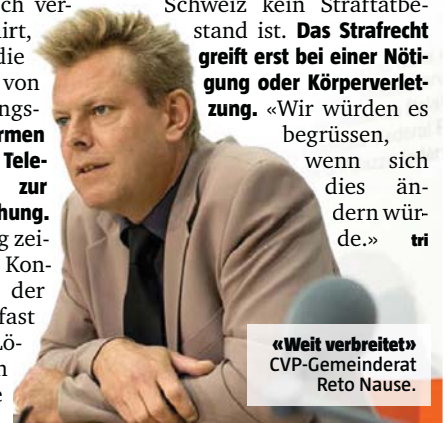 ch ver-
irt,
die
von
ngs-
rmen
Tele-
zur
hung.
g zei-
Kon-
der
fast
Lö-
n
e
Schweiz kein Straftatbe-
stand ist. Das Strafrecht
greift erst bei einer Nöti-
gung oder Körperverlet-
zung. «Wir würden es
begrüssen,
wenn sich
dies än-
dern wür-
de.» tri
«Weit verbreitet»
CVP-Gemeinderat
Reto Nause.